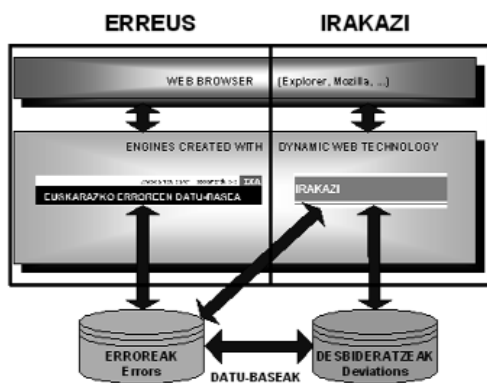 ERREUS IRAKAZI
WEB BROWSER (Explorer, Mozilla, ...)
ENGINES CREATED WITH DYNAMIC WEB TECHNOLOGY
IXA
EUSKARAZKO ERROREEN DATU-BASEA
IRAKAZI
ERROREAK
Errors
DESBIDERATZEAK
Deviations
DATU-BASEAK